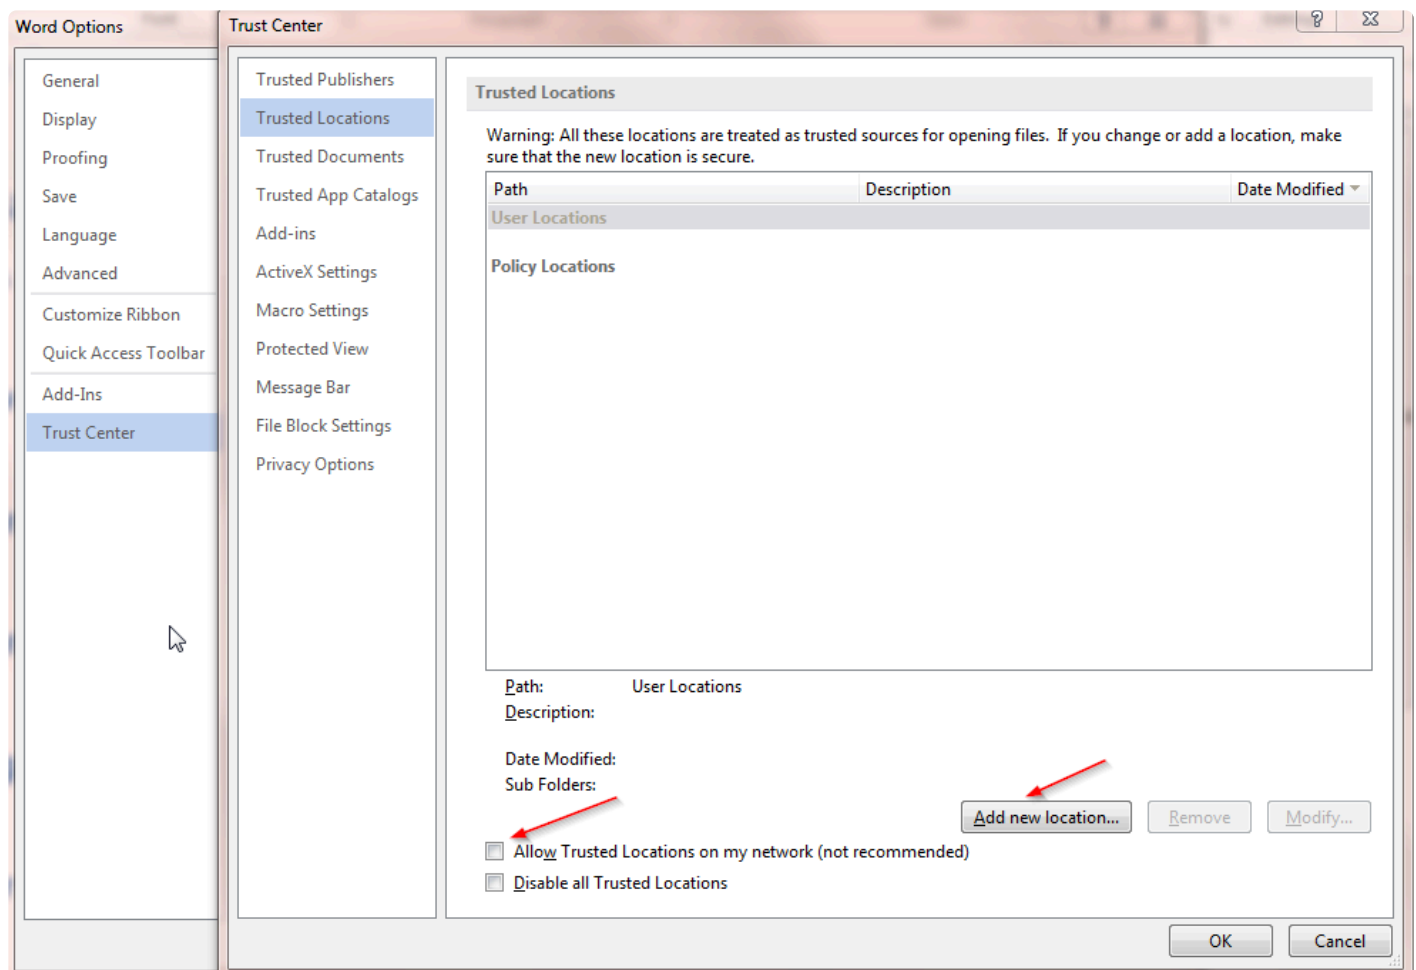 Word Options
General
Display
Proofing
Save
Language
Advanced
Customize Ribbon
Quick Access Toolbar
Add-Ins
Trust Center
Trust Center
Trusted Publishers
Trusted Locations
Trusted Documents
Trusted App Catalogs
Add-ins
ActiveX Settings
Macro Settings
Protected View
Message Bar
File Block Settings
Privacy Options
Trusted Locations
Warning: All these locations are treated as trusted sources for opening files.  If you change or add a location, make
sure that the new location is secure.
Path Description Date Modified
User Locations
Policy Locations
Path: User Locations
Description:
Date Modified:
Sub Folders:
Add new location... Remove Modify...
Allow Trusted Locations on my network (not recommended)
Disable all Trusted Locations
OK Cancel